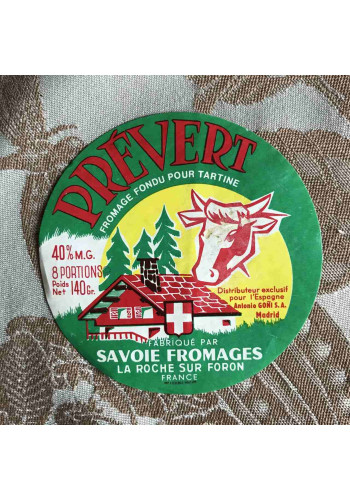 PRÉVERT
FROMAGE FONDU POUR TARTINE
40% M.G.
8 PORTIONS
Poids
Net 140 Gr.
Distributeur exclusif
pour l'Espagne
Antonio GOÑI S.A.
Madrid
FABRIQUÉ PAR
SAVOIE FROMAGES
LA ROCHE SUR FORON
FRANCE